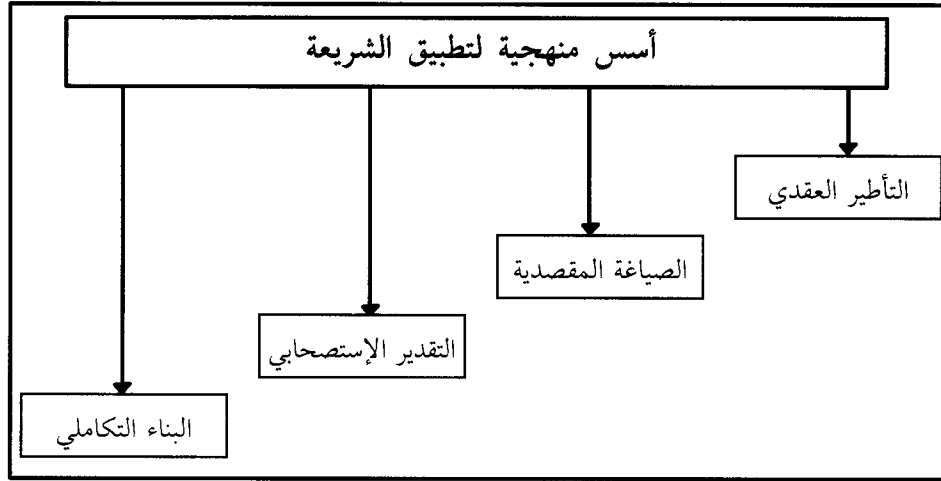 أسس منهجية لتطبيق الشريعة
التأطير العقدي
الصياغة المقصدية
التقدير الإستصحابي
البناء التكاملي